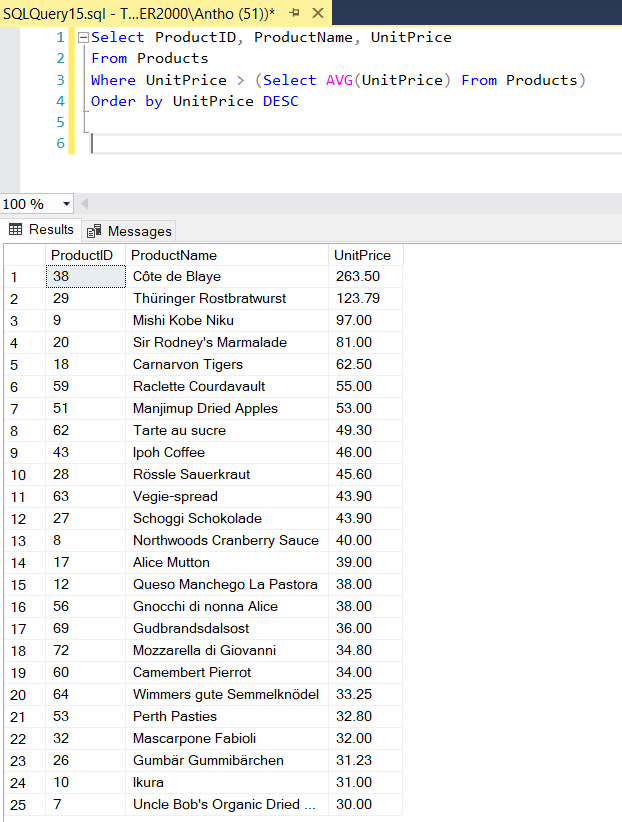 SQLQuery15.sql - T...ER2000\Antho (51))*
1 Select ProductID, ProductName, UnitPrice
2 From Products
3 Where UnitPrice > (Select AVG(UnitPrice) From Products)
4 Order by UnitPrice DESC
5
6
100 %
Results Messages
ProductID ProductName UnitPrice
1 38 Côte de Blaye 263.50
2 29 Thüringer Rostbratwurst 123.79
3 9 Mishi Kobe Niku 97.00
4 20 Sir Rodney's Marmalade 81.00
5 18 Carnarvon Tigers 62.50
6 59 Raclette Courdavault 55.00
7 51 Manjimup Dried Apples 53.00
8 62 Tarte au sucre 49.30
9 43 Ipoh Coffee 46.00
10 28 Rössle Sauerkraut 45.60
11 63 Vegie-spread 43.90
12 27 Schoggi Schokolade 43.90
13 8 Northwoods Cranberry Sauce 40.00
14 17 Alice Mutton 39.00
15 12 Queso Manchego La Pastora 38.00
16 56 Gnocchi di nonna Alice 38.00
17 69 Gudbrandsdalsost 36.00
18 72 Mozzarella di Giovanni 34.80
19 60 Camembert Pierrot 34.00
20 64 Wimmers gute Semmelknödel 33.25
21 53 Perth Pasties 32.80
22 32 Mascarpone Fabioli 32.00
23 26 Gumbär Gummibärchen 31.23
24 10 Ikura 31.00
25 7 Uncle Bob's Organic Dried ... 30.00